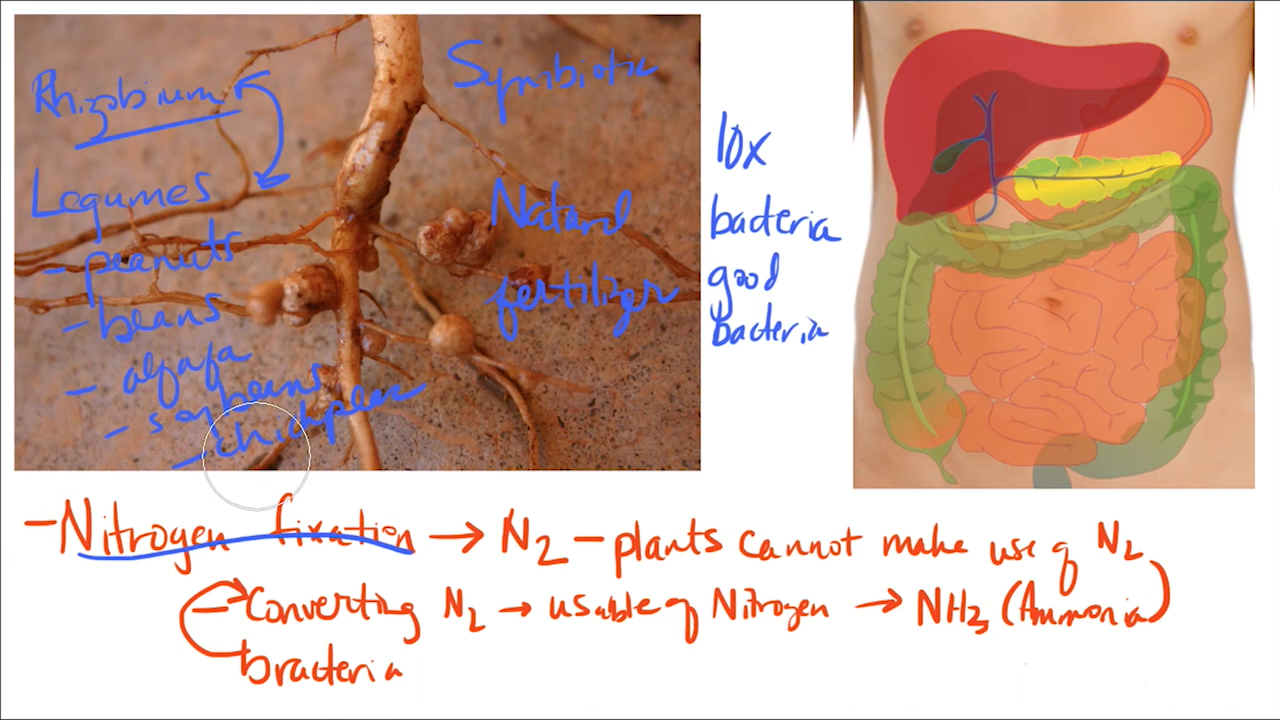 Rhizobium
Legumes
- peanuts
- beans
- alfafa
- soybeans
- chickpeas
Symbiotic
Natural
fertilizer
10x
bacteria
good
bacteria
- Nitrogen fixation → N2 - plants cannot make use of N2
- Converting N2 → usable of Nitrogen → NH3 (Ammonia)
bracteria